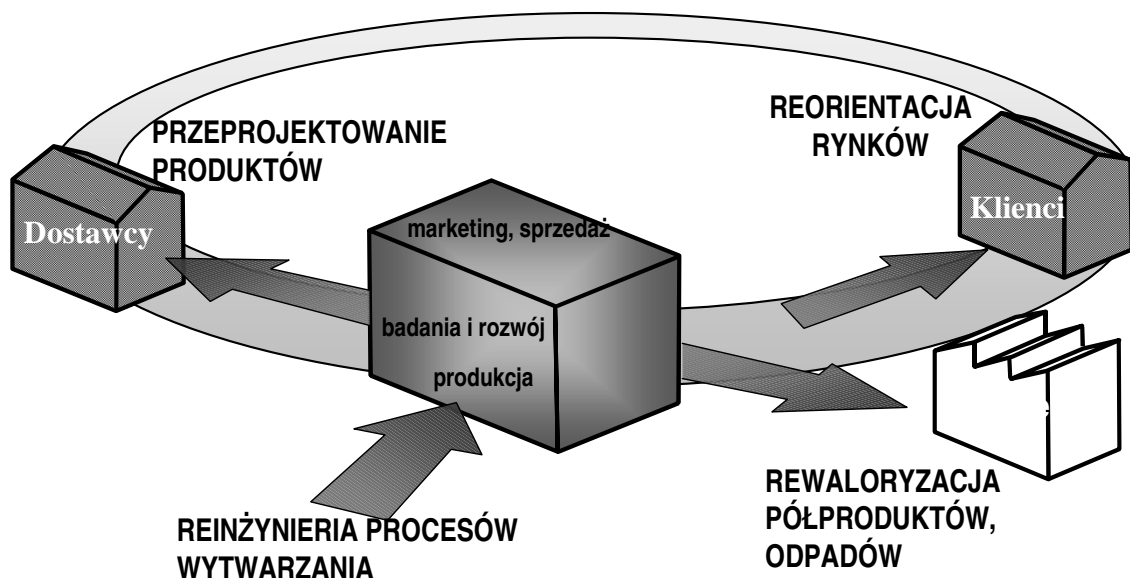 PRZEPROJEKTOWANIE
PRODUKTÓW
REORIENTACJA
RYNKÓW
Dostawcy
marketing, sprzedaż
Klienci
badania i rozwój
produkcja
REINŻYNIERIA PROCESÓW
WYTWARZANIA
REWALORYZACJA
PÓŁPRODUKTÓW,
ODPADÓW